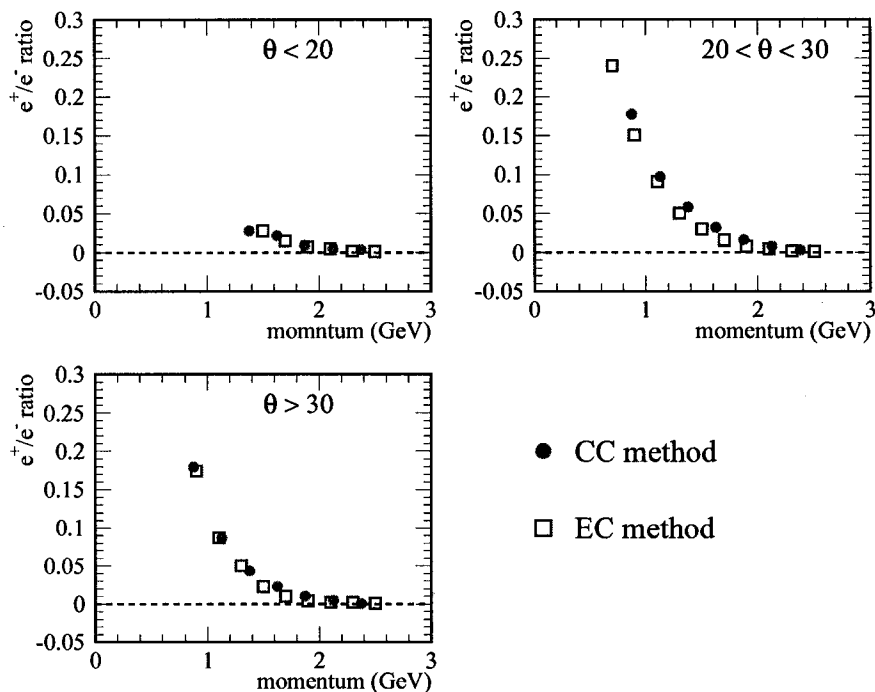 e⁺/e⁻ ratio
0.3
0.25
0.2
0.15
0.1
0.05
0
-0.05
θ < 20
0 1 2 3
momntum (GeV)
e⁺/e⁻ ratio
0.3
0.25
0.2
0.15
0.1
0.05
0
-0.05
20 < θ < 30
0 1 2 3
momentum (GeV)
e⁺/e⁻ ratio
0.3
0.25
0.2
0.15
0.1
0.05
0
-0.05
θ > 30
0 1 2 3
momentum (GeV)
CC method
EC method